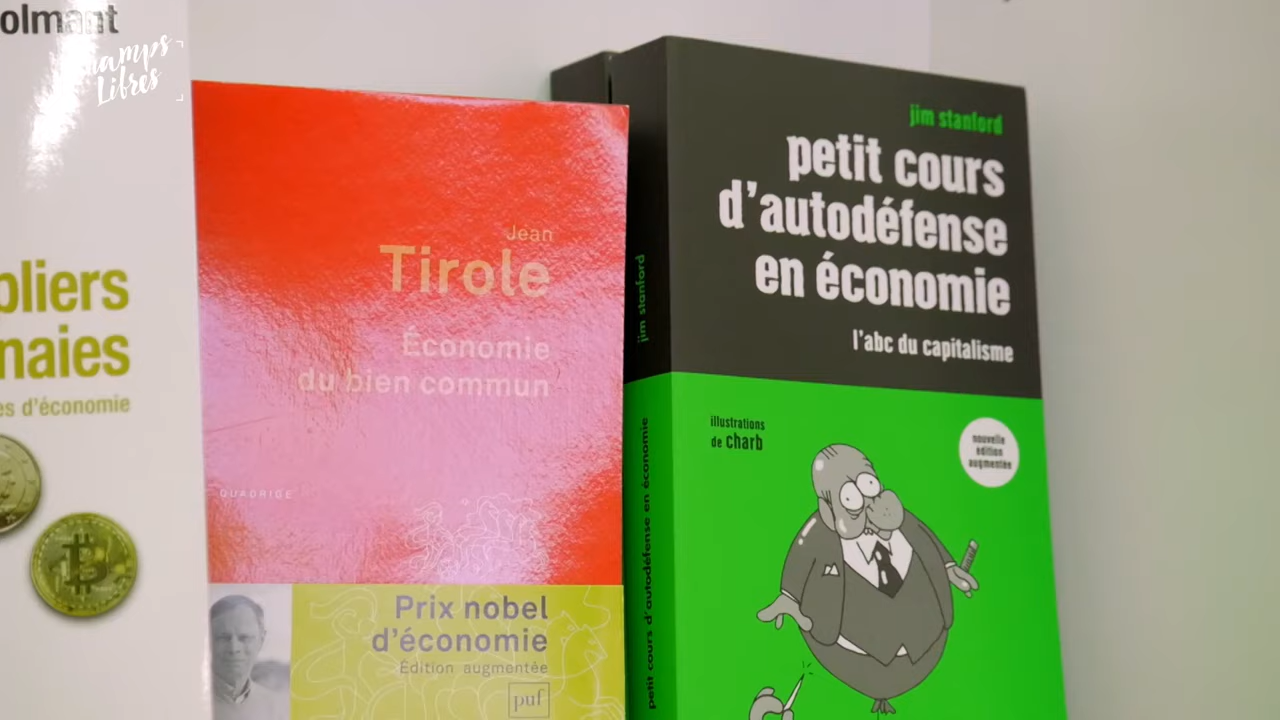 olmant
Champs
Libres
pliers
naies
es d'économie
Jean
Tirole
Économie
du bien commun
QUADRIGE
Prix nobel
d'économie
Édition augmentée
puf
jim stanford
petit cours d'autodéfense en économie
jim stanford
petit cours
d'autodéfense
en économie
l'abc du capitalisme
illustrations
de charb
nouvelle
édition
augmentée